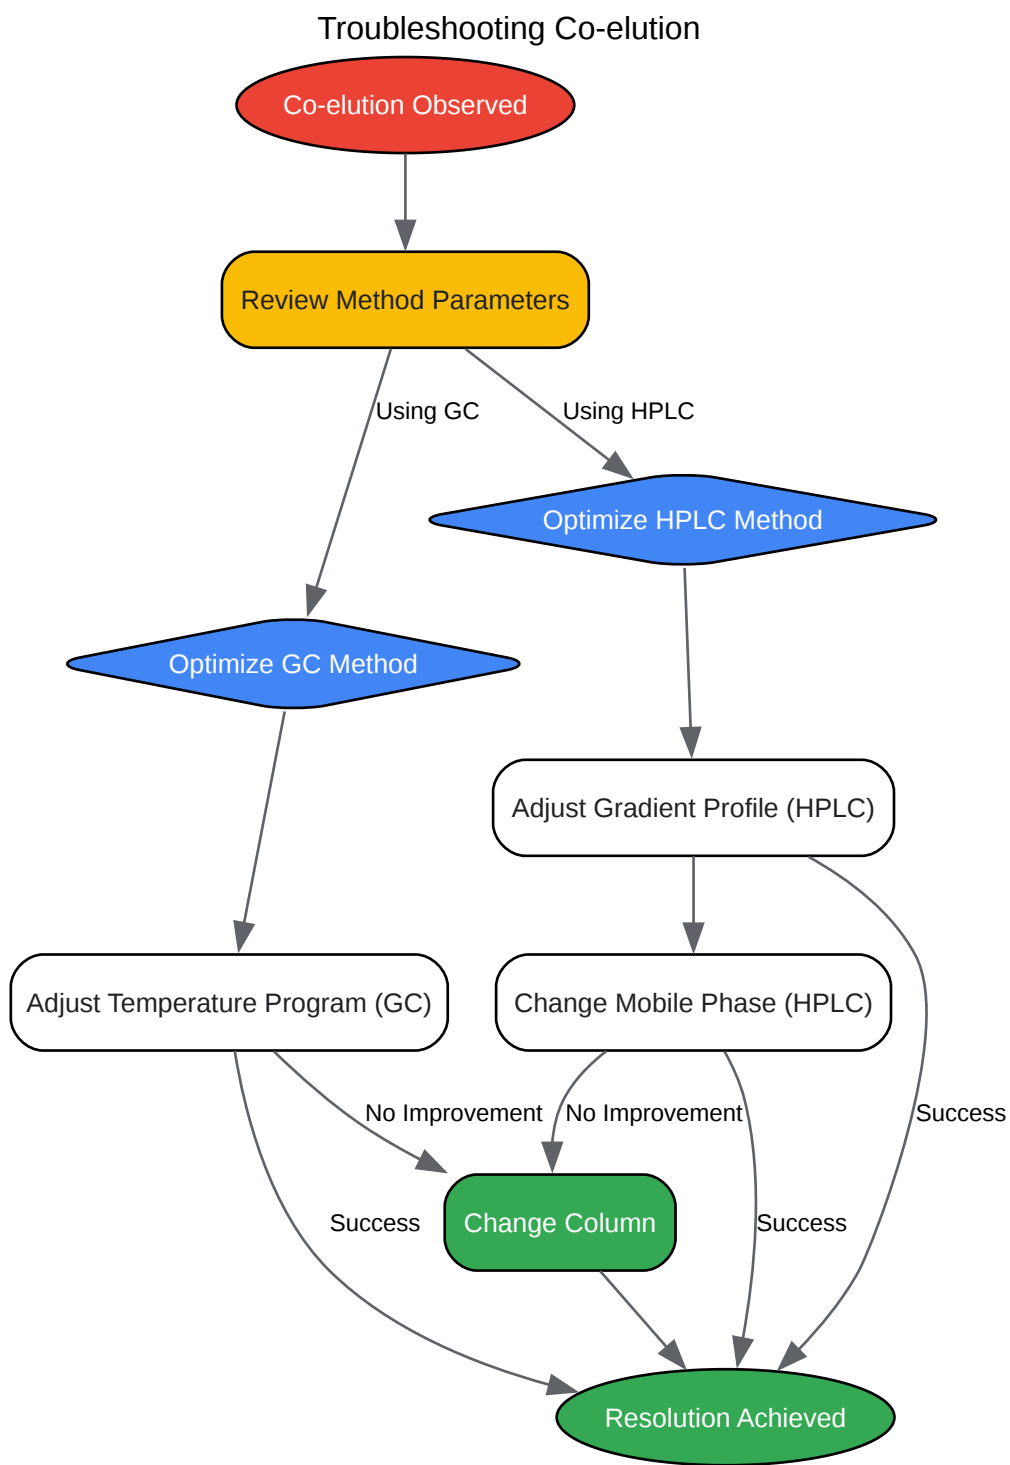 Troubleshooting Co-elution
Co-elution Observed
Review Method Parameters
Using GC
Using HPLC
Optimize HPLC Method
Optimize GC Method
Adjust Gradient Profile (HPLC)
Adjust Temperature Program (GC)
Change Mobile Phase (HPLC)
No Improvement
No Improvement
Success
Change Column
Success
Success
Resolution Achieved